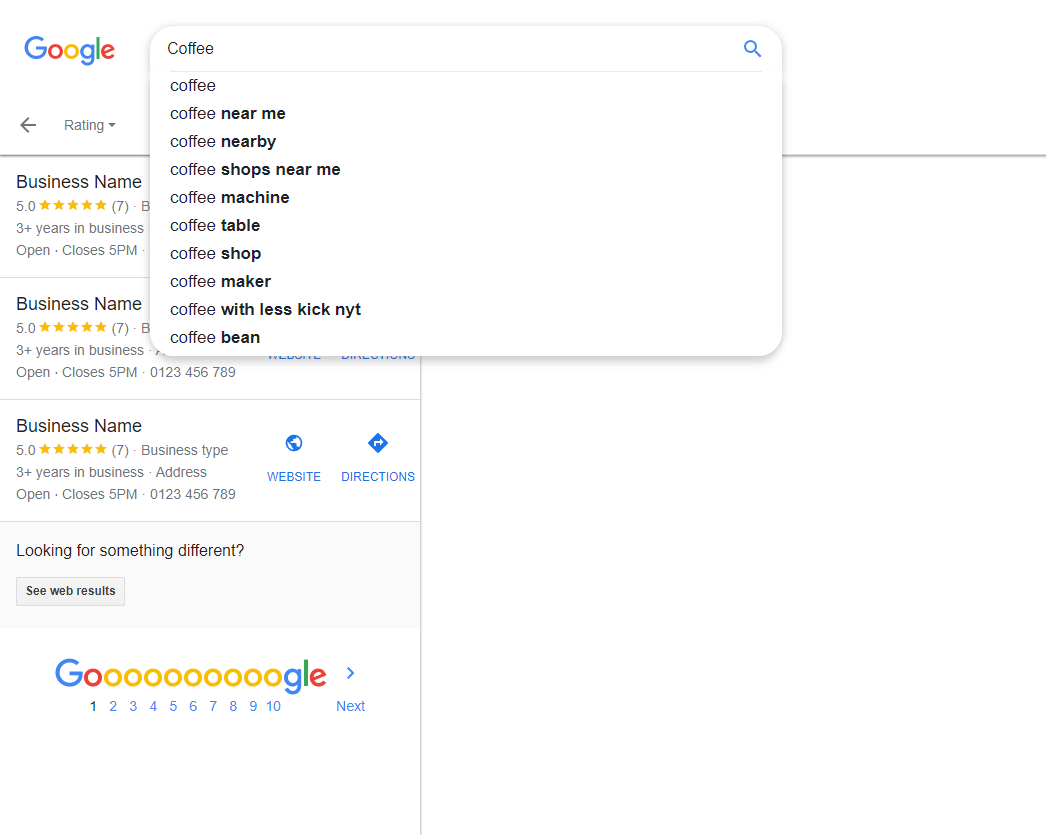 Google
Coffee
coffee
coffee near me
coffee nearby
coffee shops near me
coffee machine
coffee table
coffee shop
coffee maker
coffee with less kick nyt
coffee bean
Rating
Business Name
5.0 (7) · B
3+ years in business
Open · Closes 5PM ·
Business Name
5.0 (7) · B
3+ years in business ·
WEBSITE DIRECTIONS
Open · Closes 5PM · 0123 456 789
Business Name
5.0 (7) · Business type
3+ years in business · Address
WEBSITE DIRECTIONS
Open · Closes 5PM · 0123 456 789
Looking for something different?
See web results
Goooooooooogle
1 2 3 4 5 6 7 8 9 10 Next